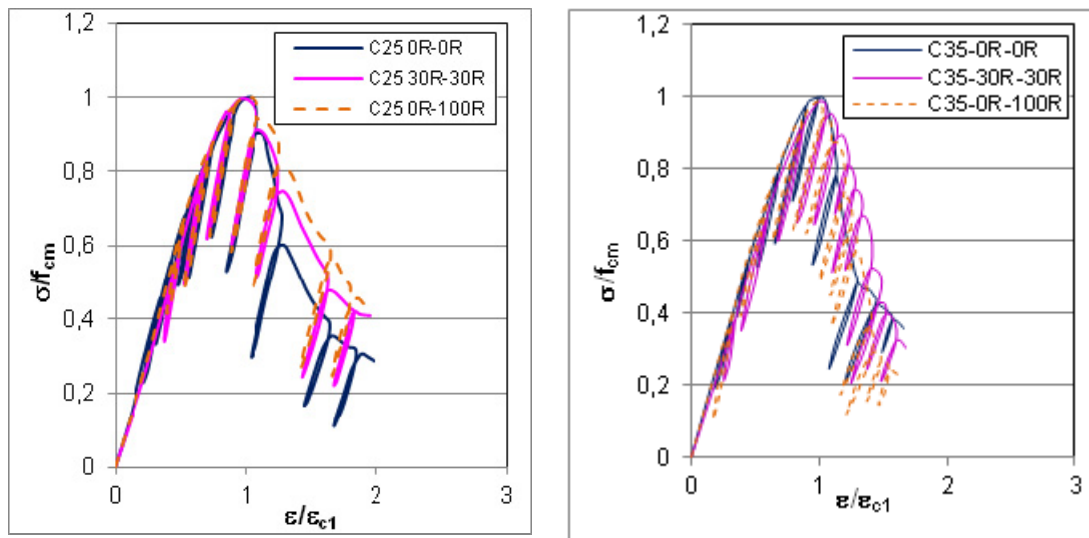 1,2
1
0,8
0,6
0,4
0,2
0
σ/fcm
0
1
2
3
ε/εc1
C25 0R-0R
C25 30R-30R
C25 0R-100R
1,2
1
0,8
0,6
0,4
0,2
0
σ/fcm
0
1
2
3
ε/εc1
C35-0R-0R
C35-30R-30R
C35-0R-100R